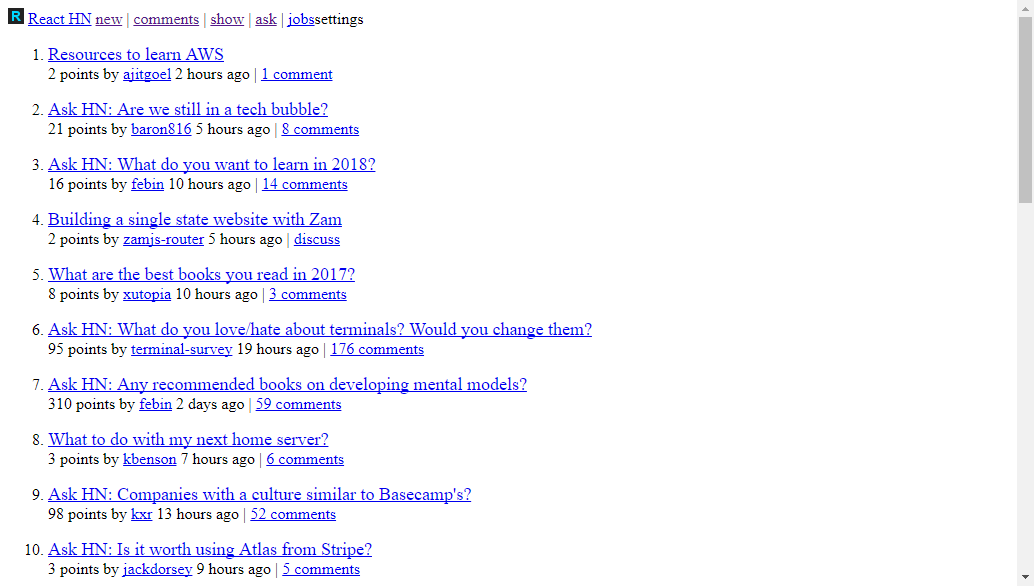 R React HN new | comments | show | ask | jobssettings
1. Resources to learn AWS
2 points by ajitgoel 2 hours ago | 1 comment
2. Ask HN: Are we still in a tech bubble?
21 points by baron816 5 hours ago | 8 comments
3. Ask HN: What do you want to learn in 2018?
16 points by febin 10 hours ago | 14 comments
4. Building a single state website with Zam
2 points by zamjs-router 5 hours ago | discuss
5. What are the best books you read in 2017?
8 points by xutopia 10 hours ago | 3 comments
6. Ask HN: What do you love/hate about terminals? Would you change them?
95 points by terminal-survey 19 hours ago | 176 comments
7. Ask HN: Any recommended books on developing mental models?
310 points by febin 2 days ago | 59 comments
8. What to do with my next home server?
3 points by kbenson 7 hours ago | 6 comments
9. Ask HN: Companies with a culture similar to Basecamp's?
98 points by kxr 13 hours ago | 52 comments
10. Ask HN: Is it worth using Atlas from Stripe?
3 points by jackdorsey 9 hours ago | 5 comments